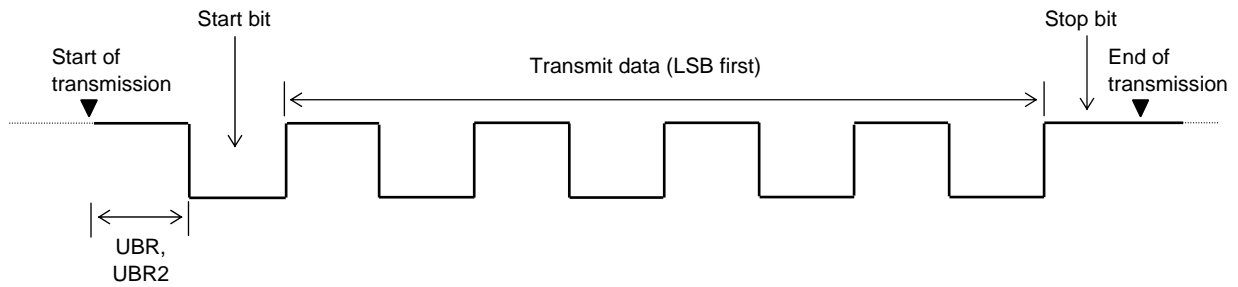 Start bit
Stop bit
Start of
transmission
Transmit data (LSB first)
End of
transmission
UBR,
UBR2